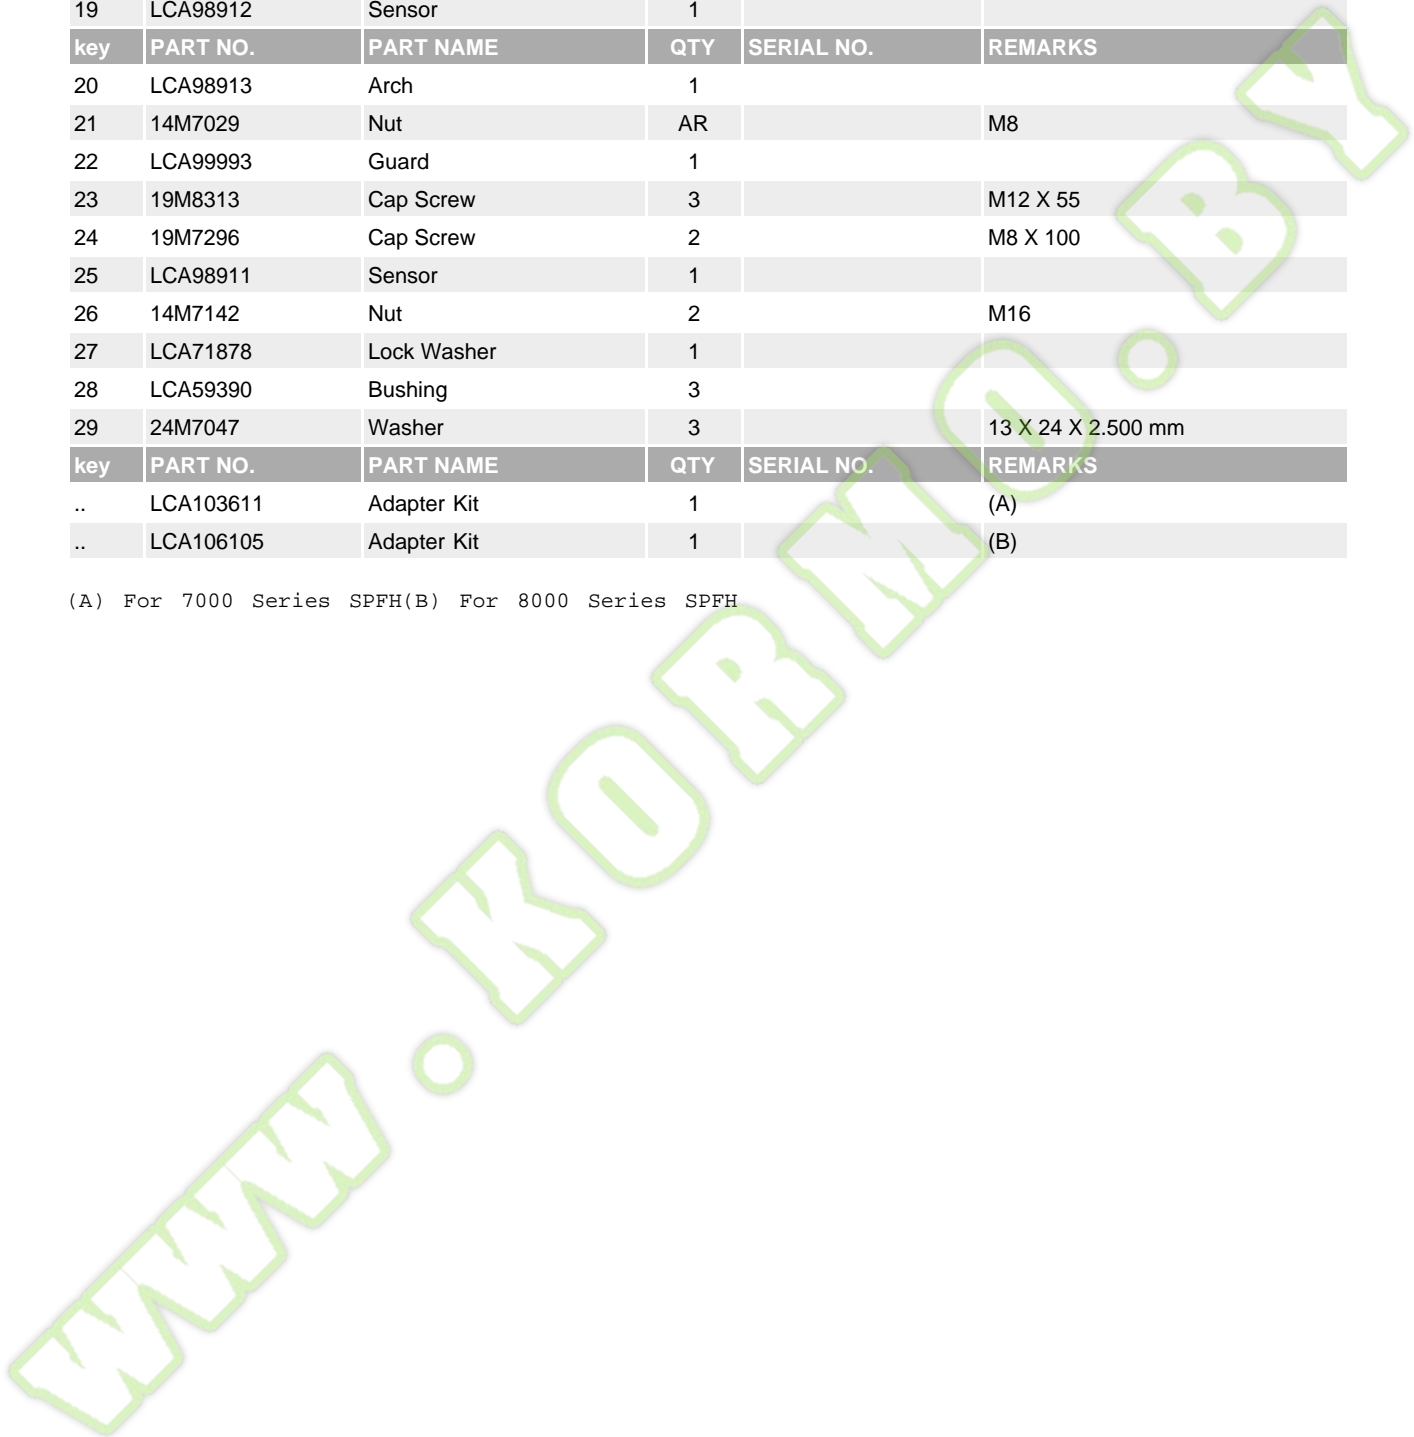 19 LCA98912 Sensor 1
key PART NO. PART NAME QTY SERIAL NO. REMARKS
20 LCA98913 Arch 1
21 14M7029 Nut AR M8
22 LCA99993 Guard 1
23 19M8313 Cap Screw 3 M12 X 55
24 19M7296 Cap Screw 2 M8 X 100
25 LCA98911 Sensor 1
26 14M7142 Nut 2 M16
27 LCA71878 Lock Washer 1
28 LCA59390 Bushing 3
29 24M7047 Washer 3 13 X 24 X 2.500 mm
key PART NO. PART NAME QTY SERIAL NO. REMARKS
.. LCA103611 Adapter Kit 1 (A)
.. LCA106105 Adapter Kit 1 (B)
(A) For 7000 Series SPFH(B) For 8000 Series SPFH
WWW.KORMO.BY